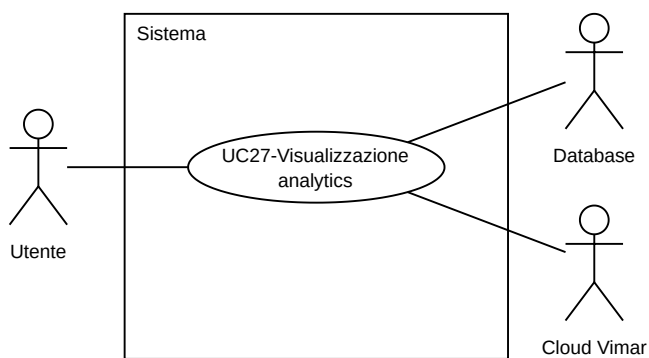 Sistema
UC27-Visualizzazione
analytics
Utente
Database
Cloud Vimar